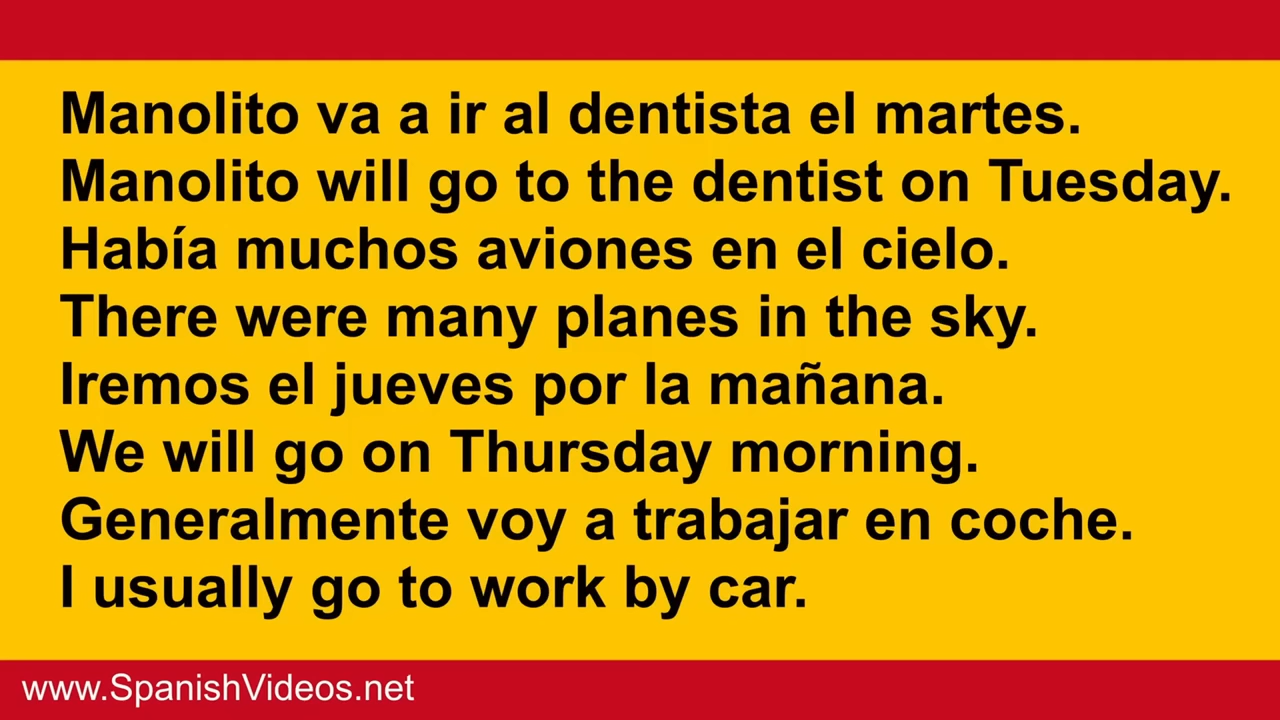 Manolito va a ir al dentista el martes.
Manolito will go to the dentist on Tuesday.
Había muchos aviones en el cielo.
There were many planes in the sky.
Iremos el jueves por la mañana.
We will go on Thursday morning.
Generalmente voy a trabajar en coche.
I usually go to work by car.
www.SpanishVideos.net